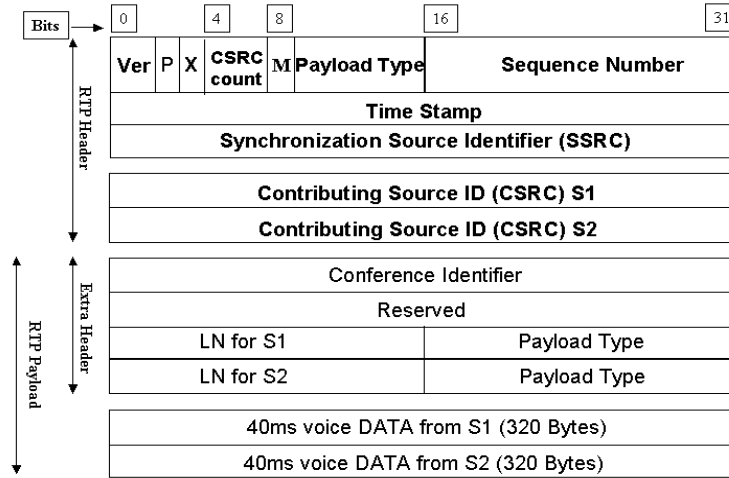 Bits 0 4 8 16 31
Ver P X CSRC count M Payload Type Sequence Number
Time Stamp
Synchronization Source Identifier (SSRC)
Contributing Source ID (CSRC) S1
Contributing Source ID (CSRC) S2
RTP Header
Conference Identifier
Reserved
LN for S1 Payload Type
LN for S2 Payload Type
Extra Header
40ms voice DATA from S1 (320 Bytes)
40ms voice DATA from S2 (320 Bytes)
RTP Payload